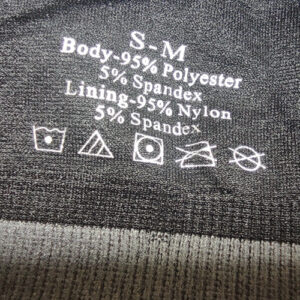 S-M
Body-95% Polyester
5% Spandex
Lining-95% Nylon
5% Spandex